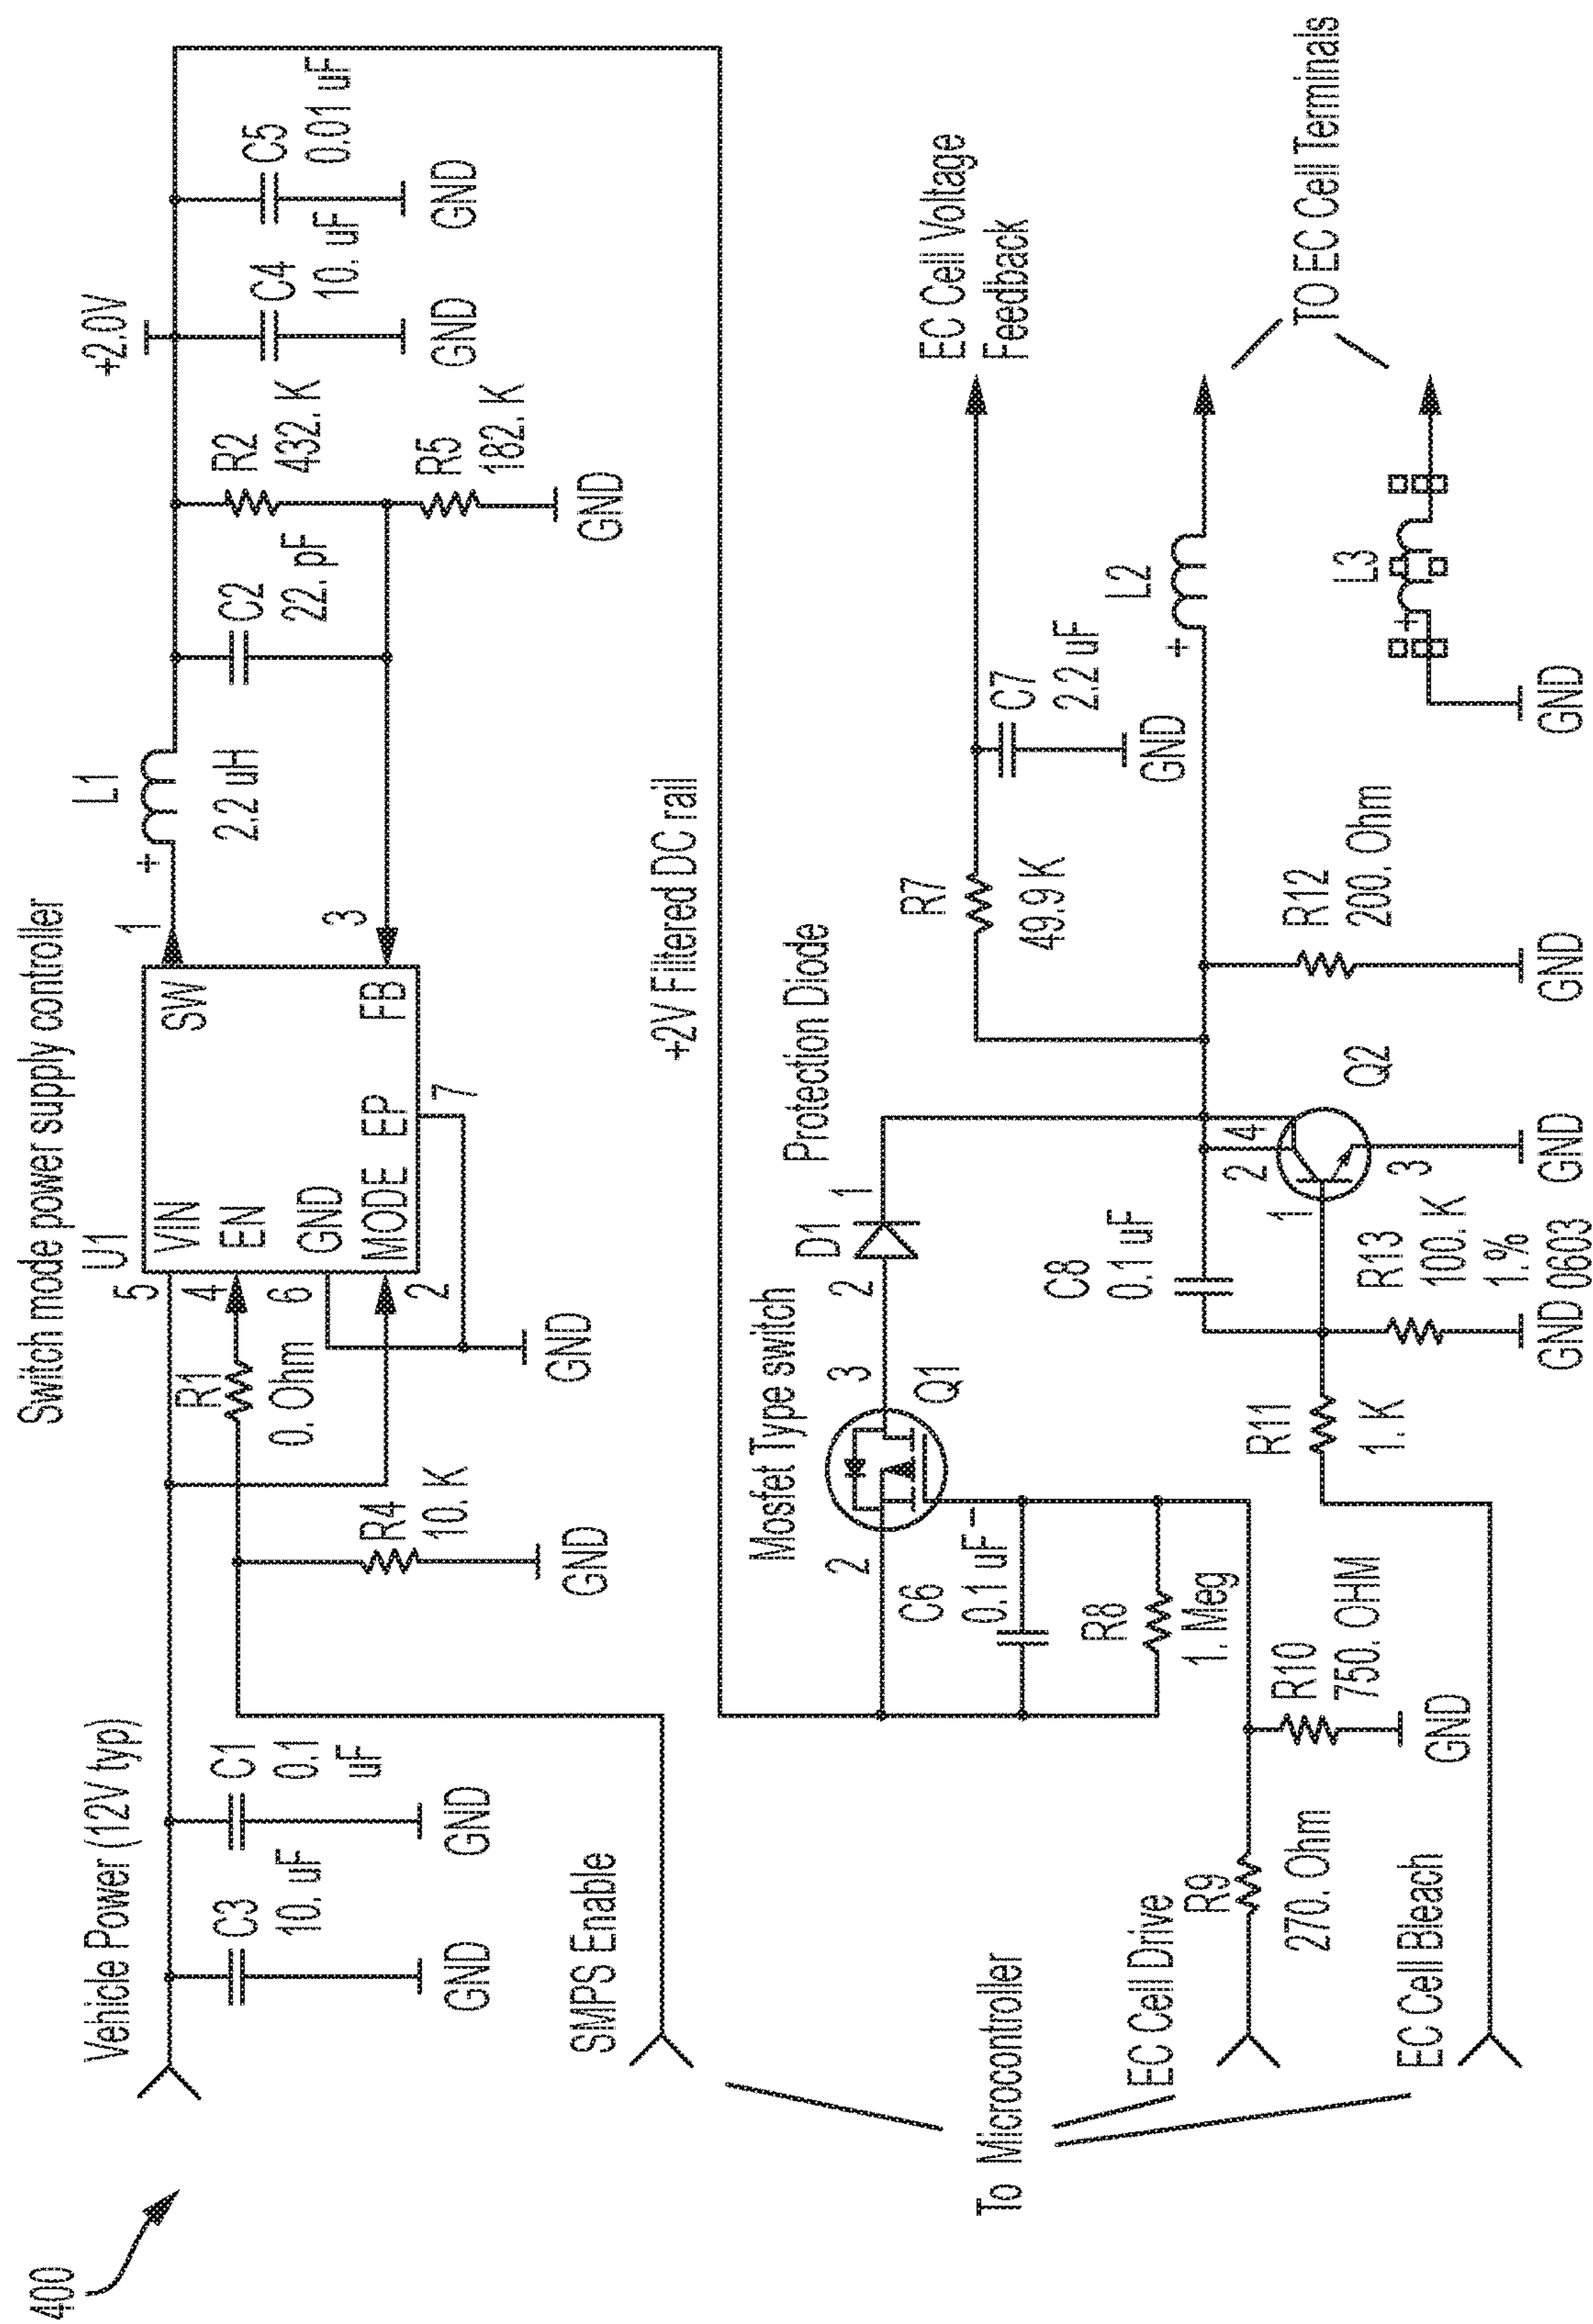 400
Switch mode power supply controller
Vehicle Power (12V typ)
C3
10. uF
GND
C1
0.1
uF
GND
SMPS Enable
R4
10. K
GND
R1
0. Ohm
U1
5
VIN
4
EN
6
GND
MODE
2
EP
7
GND
SW
1
FB
3
L1
+
2.2 uH
C2
22. pF
R2
432. K
R5
182. K
GND
+2.0V
C4
10. uF
GND
C5
0.01 uF
GND
+2V Filtered DC rail
To Microcontroller
EC Cell Drive
R9
270. Ohm
R10
750. OHM
GND
EC Cell Bleach
Mosfet Type switch
Q1
2
3
C6
0.1 uF
R8
1. Meg
Protection Diode
D1
2
1
C8
0.1 uF
R11
1. K
R13
100. K
1.%
0603
GND
Q2
1
2
4
3
GND
R7
49.9 K
C7
2.2 uF
GND
EC Cell Voltage
Feedback
R12
200. Ohm
GND
L2
+
L3
+
GND
TO EC Cell Terminals